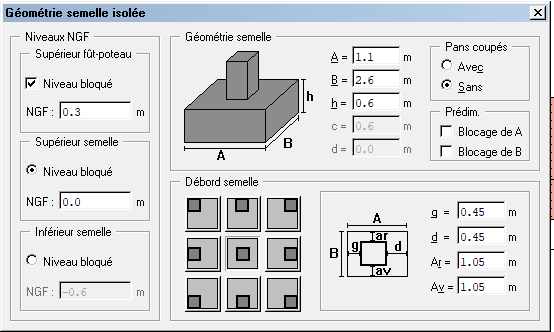 Géométrie semelle isolée
Niveaux NGF
Supérieur fût-poteau
Niveau bloqué
NGF : 0.3 m
Supérieur semelle
Niveau bloqué
NGF : 0.0 m
Inférieur semelle
Niveau bloqué
NGF : -0.6 m
Géométrie semelle
h
B
A
A = 1.1 m
B = 2.6 m
h = 0.6 m
c = 0.6 m
d = 0.0 m
Pans coupés
Avec
Sans
Prédim.
Blocage de A
Blocage de B
Débord semelle
A
ar
B g d
av
g = 0.45 m
d = 0.45 m
Ar = 1.05 m
Av = 1.05 m